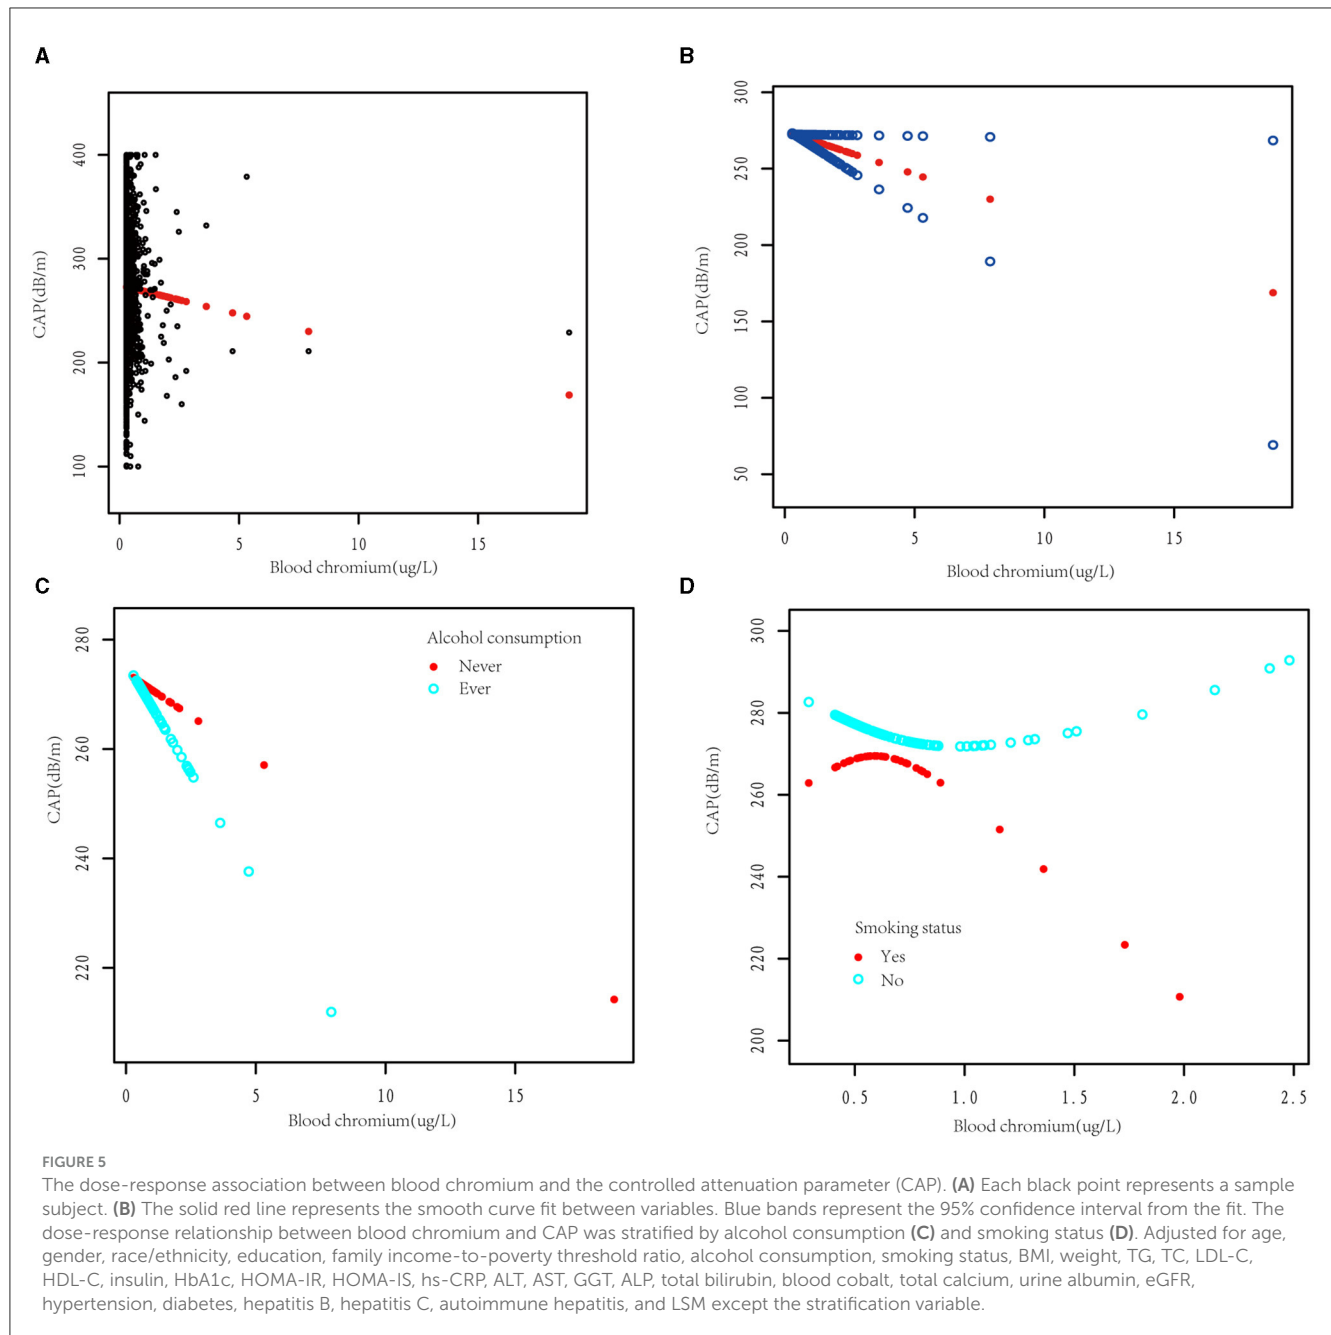 A
CAP(dB/m)
400
300
200
100
0 5 10 15
Blood chromium(ug/L)
B
CAP(dB/m)
300
250
200
150
100
50
0 5 10 15
Blood chromium(ug/L)
C
CAP(dB/m)
280
260
240
220
Alcohol consumption
Never
Ever
0 5 10 15
Blood chromium(ug/L)
D
CAP(dB/m)
300
280
260
240
220
200
Smoking status
Yes
No
0.5 1.0 1.5 2.0 2.5
Blood chromium(ug/L)
FIGURE 5
The dose-response association between blood chromium and the controlled attenuation parameter (CAP). (A) Each black point represents a sample
subject. (B) The solid red line represents the smooth curve fit between variables. Blue bands represent the 95% confidence interval from the fit. The
dose-response relationship between blood chromium and CAP was stratified by alcohol consumption (C) and smoking status (D). Adjusted for age,
gender, race/ethnicity, education, family income-to-poverty threshold ratio, alcohol consumption, smoking status, BMI, weight, TG, TC, LDL-C,
HDL-C, insulin, HbA1c, HOMA-IR, HOMA-IS, hs-CRP, ALT, AST, GGT, ALP, total bilirubin, blood cobalt, total calcium, urine albumin, eGFR,
hypertension, diabetes, hepatitis B, hepatitis C, autoimmune hepatitis, and LSM except the stratification variable.